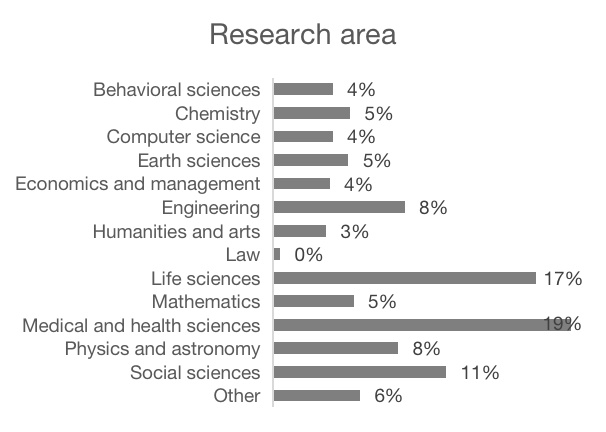 Research area
Behavioral sciences 4%
Chemistry 5%
Computer science 4%
Earth sciences 5%
Economics and management 4%
Engineering 8%
Humanities and arts 3%
Law 0%
Life sciences 17%
Mathematics 5%
Medical and health sciences 19%
Physics and astronomy 8%
Social sciences 11%
Other 6%